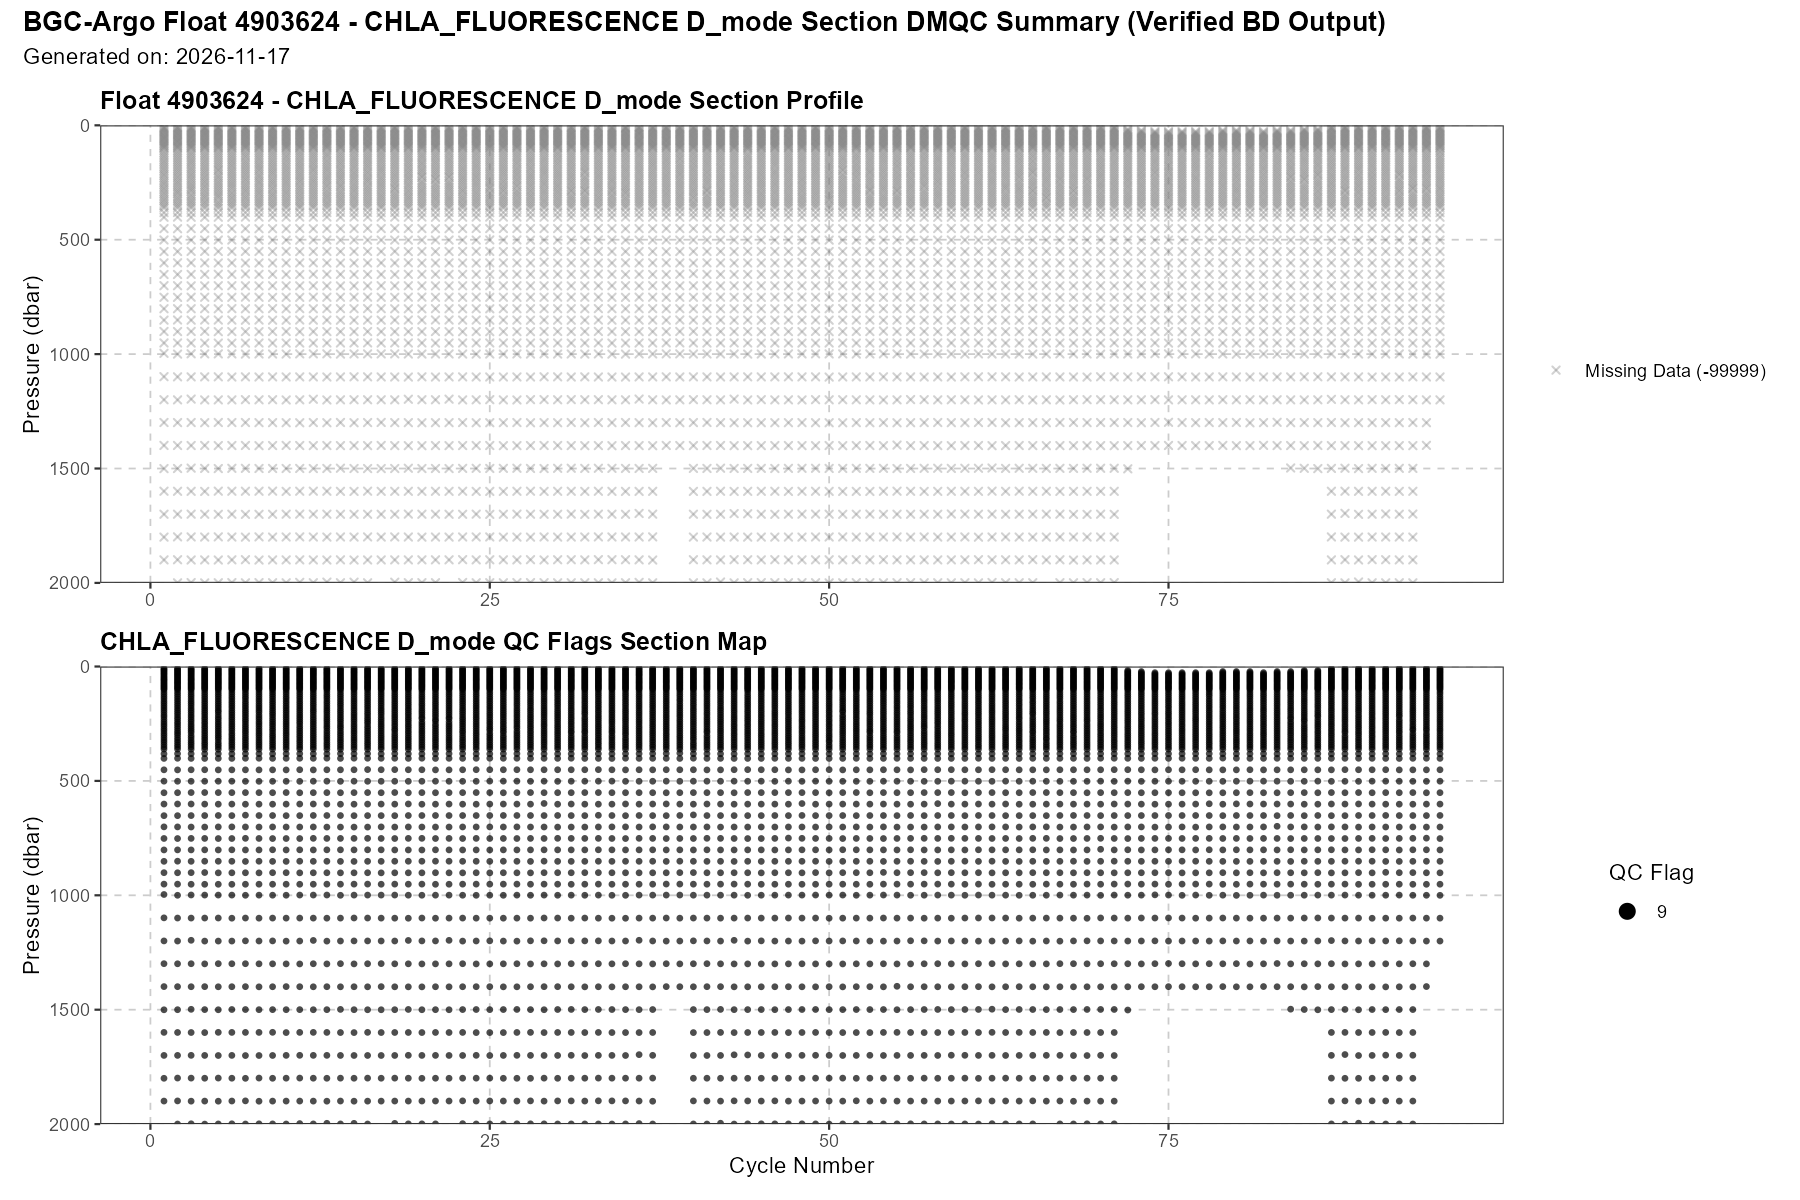 BGC-Argo Float 4903624 - CHLA_FLUORESCENCE D_mode Section DMQC Summary (Verified BD Output)
Generated on: 2026-11-17
Float 4903624 - CHLA_FLUORESCENCE D_mode Section Profile
0
500
1000
1500
2000
Pressure (dbar)
0
25
50
75
Missing Data (-99999)
CHLA_FLUORESCENCE D_mode QC Flags Section Map
0
500
1000
1500
2000
Pressure (dbar)
0
25
50
75
Cycle Number
QC Flag
9